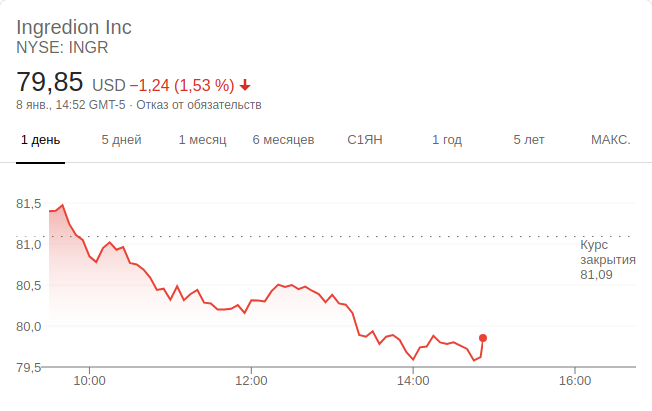 Ingredion Inc
NYSE: INGR
79,85 USD −1,24 (1,53 %)
8 янв., 14:52 GMT-5 · Отказ от обязательств
1 день 5 дней 1 месяц 6 месяцев С1ЯН 1 год 5 лет МАКС.
81,5
81,0
80,5
80,0
79,5
Курс
закрытия
81,09
10:00 12:00 14:00 16:00